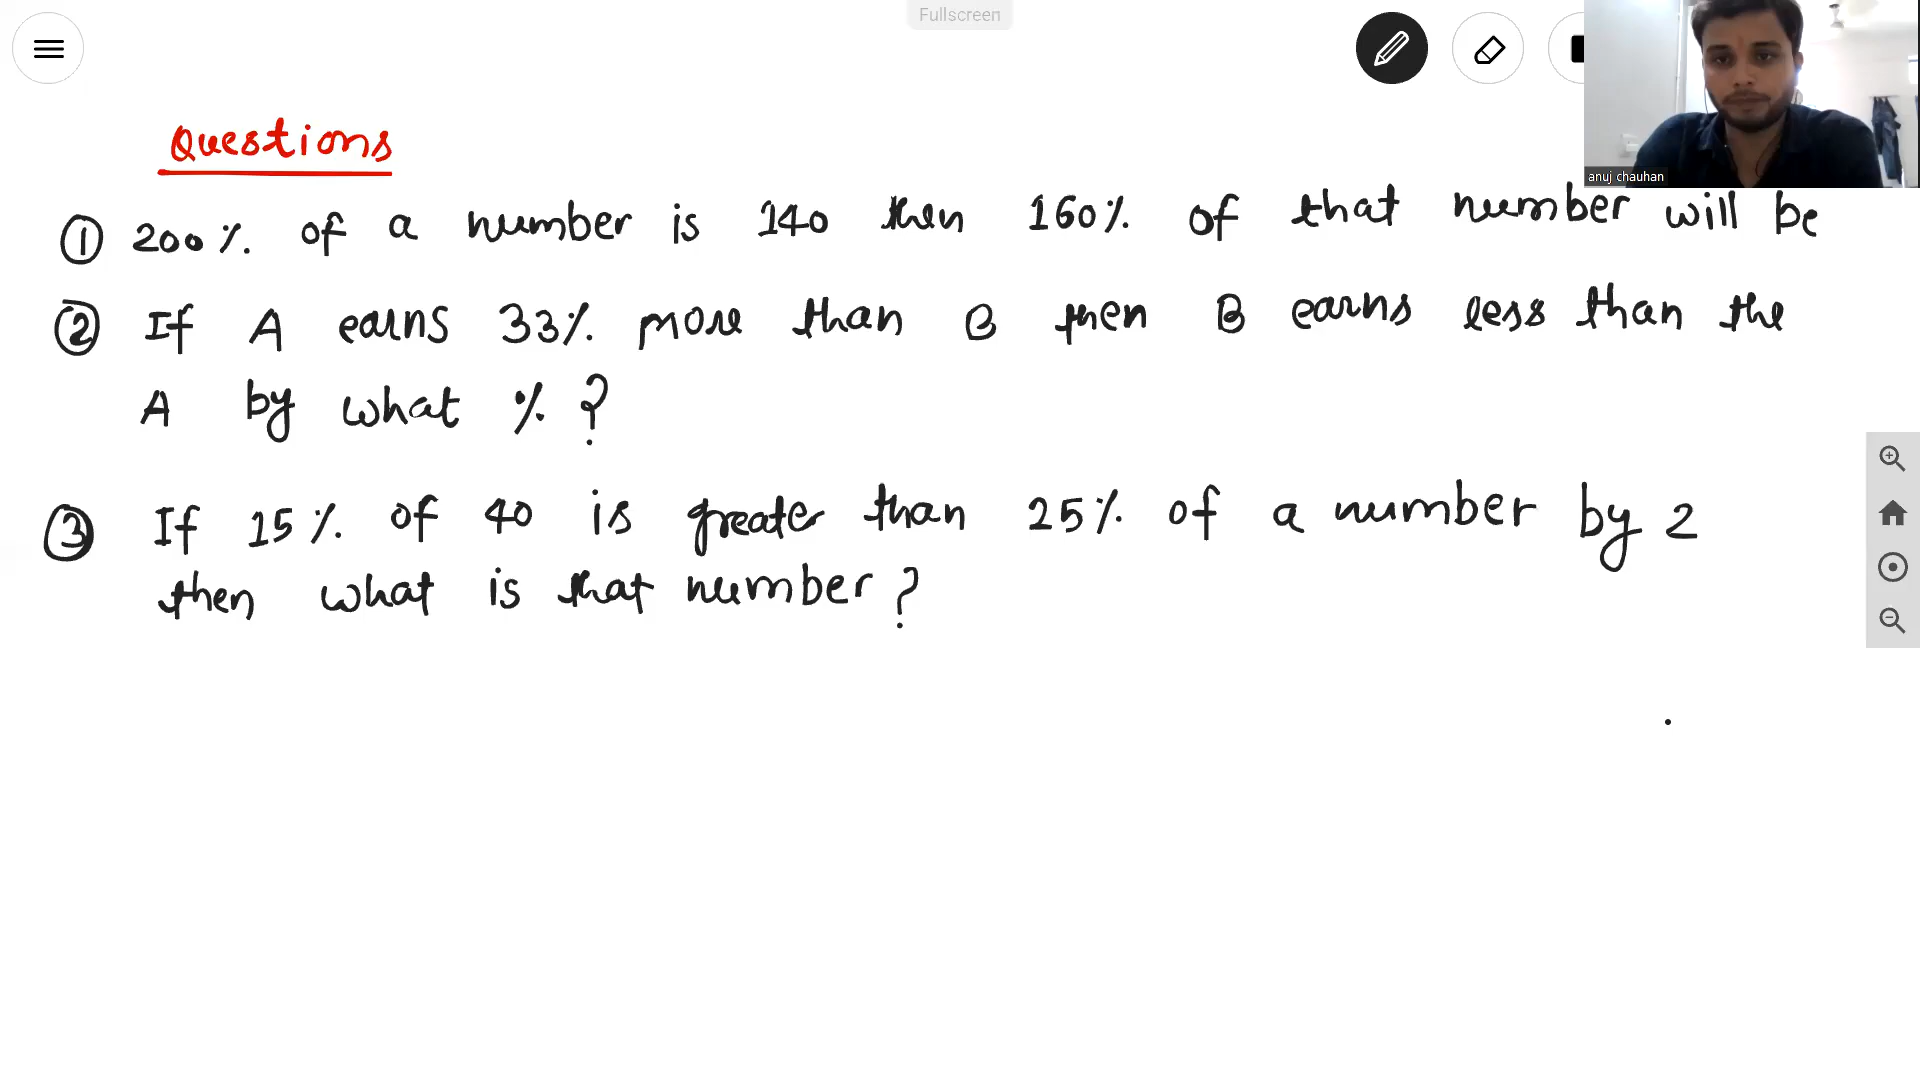 Fullscreen
anuj chauhan
Questions
① 200% of a number is 140 then 160% of that number will be
② If A earns 33% more than B then B earns less than the
A by what % ?
③ If 15% of 40 is greater than 25% of a number by 2
then what is that number ?